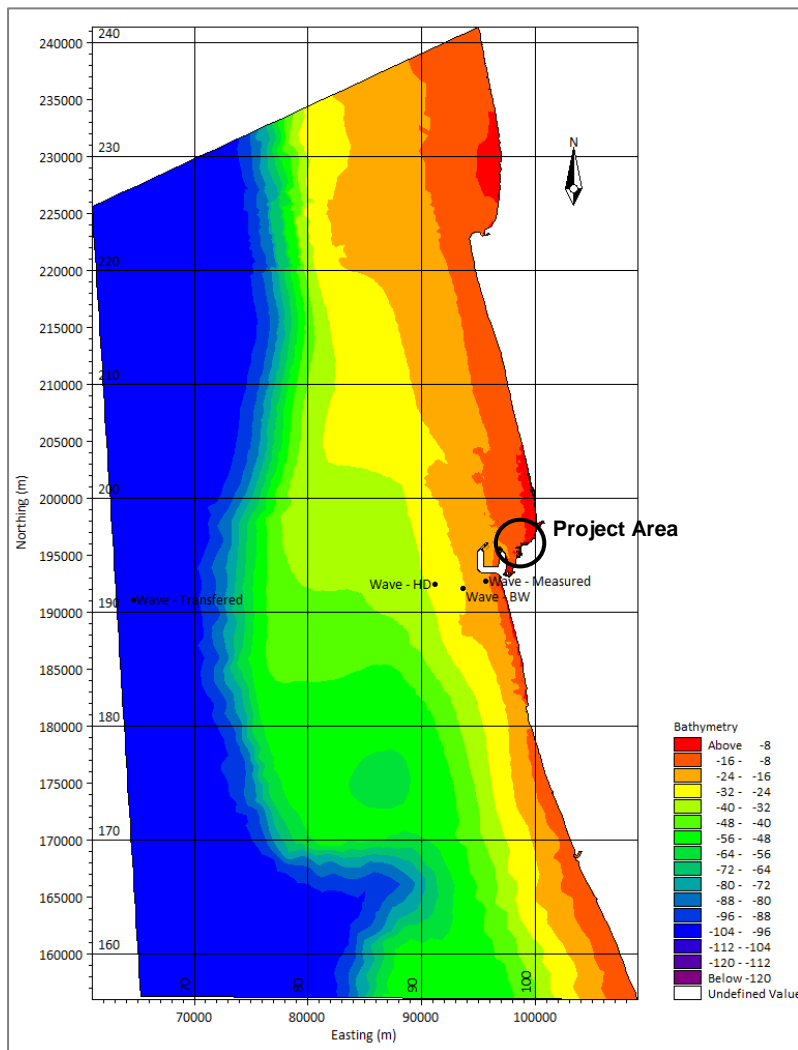 240
240000
235000
230
230000
N
225000
220
220000
215000
210
210000
205000
200
200000
Project Area
195000
Wave - HD
Wave - Measured
Wave - BW
190
Wave - Transfered
190000
185000
180
180000
175000
170
170000
165000
160
160000
70
80
90
100
70000
80000
90000
100000
Northing (m)
Easting (m)
Bathymetry
Above -8
-16 - -8
-24 - -16
-32 - -24
-40 - -32
-48 - -40
-56 - -48
-64 - -56
-72 - -64
-80 - -72
-88 - -80
-96 - -88
-104 - -96
-112 - -104
-120 - -112
Below -120
Undefined Value